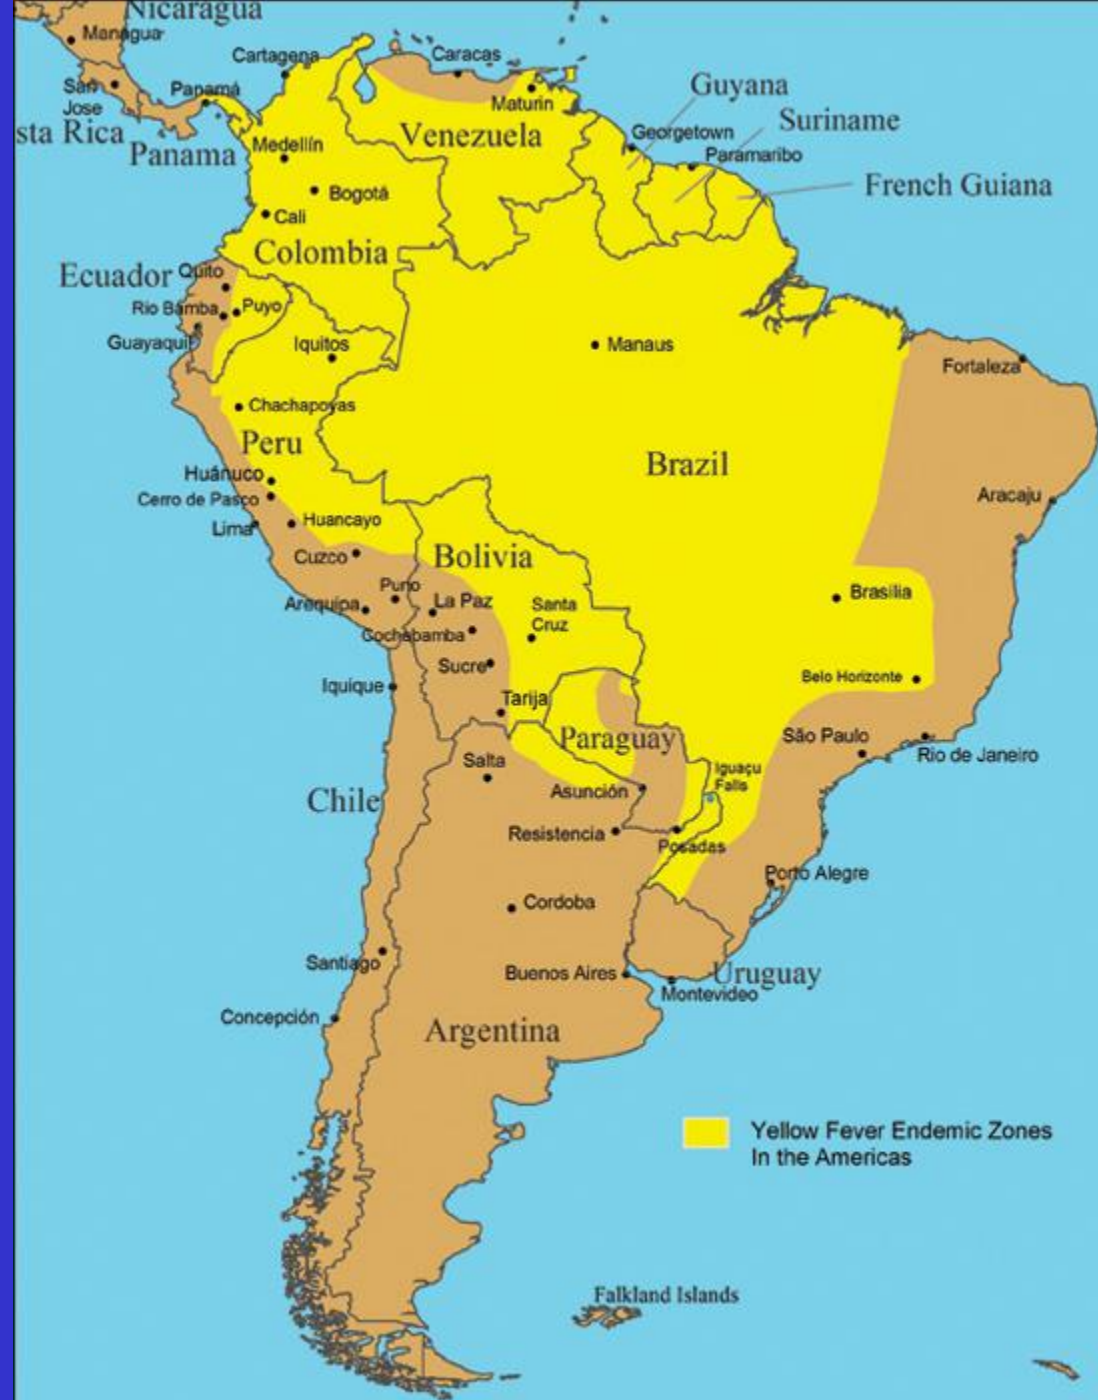 Nicaragua
Managua
Cartagena
Caracas
San
Jose
Panamá
Maturin
Guyana
Suriname
sta Rica
Panama
Venezuela
Georgetown
Medellín
Paramaribo
French Guiana
Bogotá
Cali
Colombia
Ecuador
Quito
Rio Bamba
Puyo
Guayaquil
Iquitos
Manaus
Fortaleza
Chachapoyas
Peru
Brazil
Huánuco
Cerro de Pasco
Aracaju
Lima
Huancayo
Cuzco
Bolivia
Puno
Brasilia
Arequipa
La Paz
Santa
Cruz
Cochabamba
Sucre
Belo Horizonte
Iquique
Tarija
Paraguay
São Paulo
Rio de Janeiro
Salta
Iguaçu
Falls
Asunción
Chile
Resistencia
Posadas
Porto Alegre
Cordoba
Santiago
Buenos Aires
Uruguay
Montevideo
Concepción
Argentina
Yellow Fever Endemic Zones
In the Americas
Falkland Islands